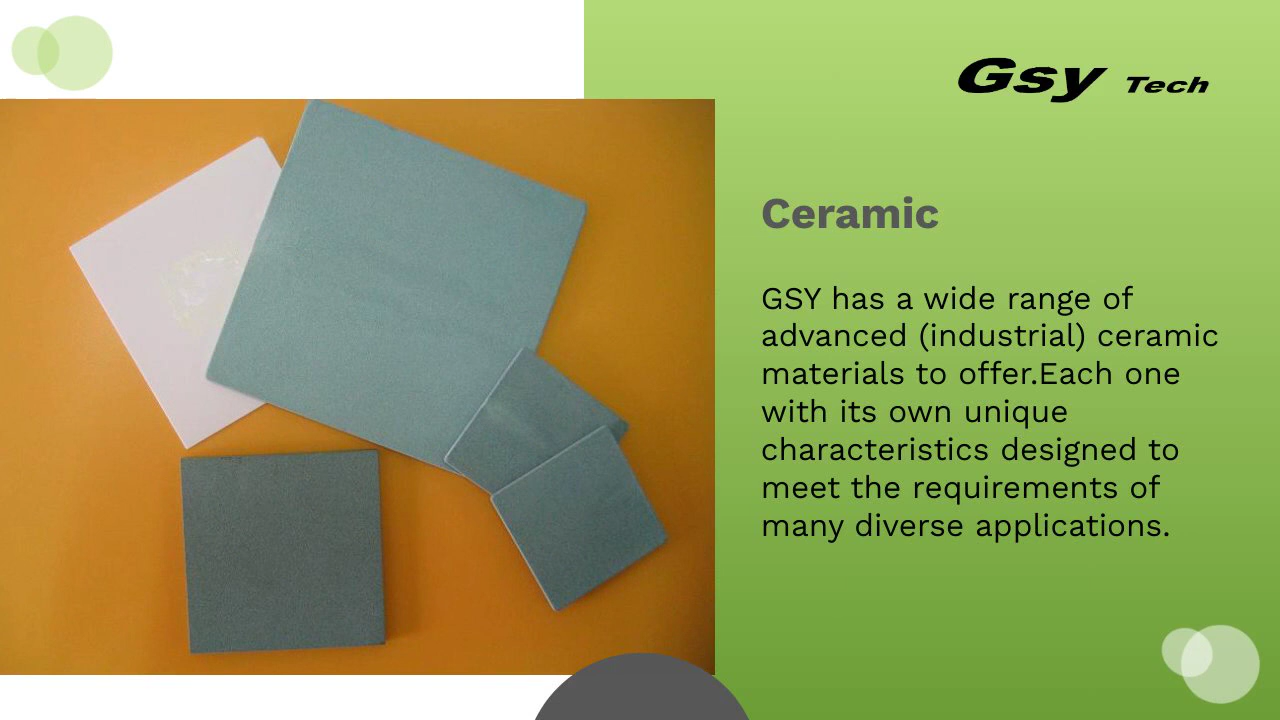 Gsy Tech
Ceramic
GSY has a wide range of
advanced (industrial) ceramic
materials to offer.Each one
with its own unique
characteristics designed to
meet the requirements of
many diverse applications.